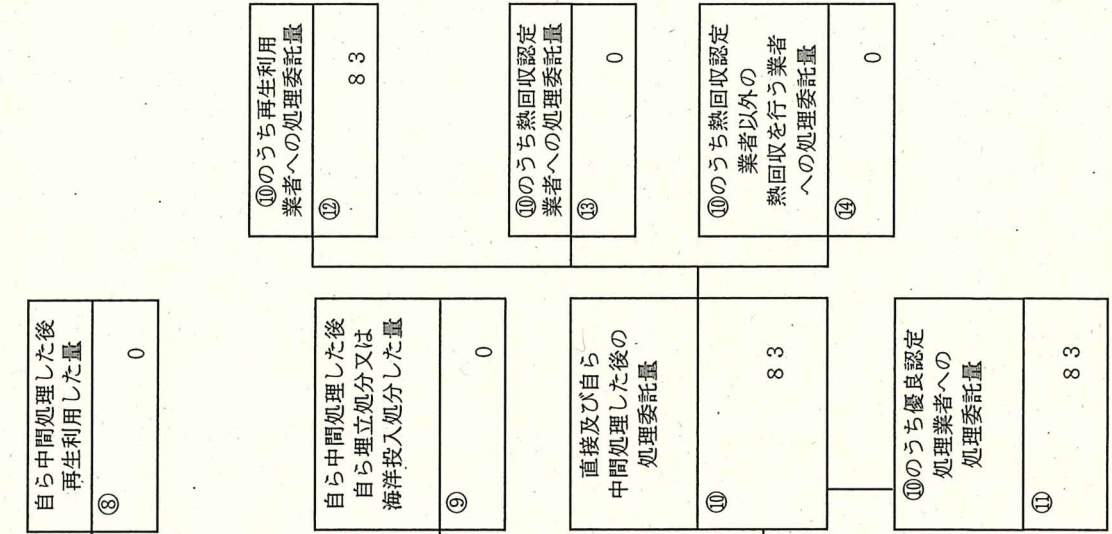 自ら中間処理した後
再生利用した量
⑧
0
自ら中間処理した後
自ら埋立処分又は
海洋投入処分した量
⑨
0
直接及び自ら
中間処理した後の
処理委託量
⑩
83
⑩のうち優良認定
処理業者への
処理委託量
⑪
83
⑩のうち再生利用
業者への処理委託量
⑫
83
⑩のうち熱回収認定
業者への処理委託量
⑬
0
⑩のうち熱回収認定
業者以外の
熱回収を行う業者
への処理委託量
⑭
0